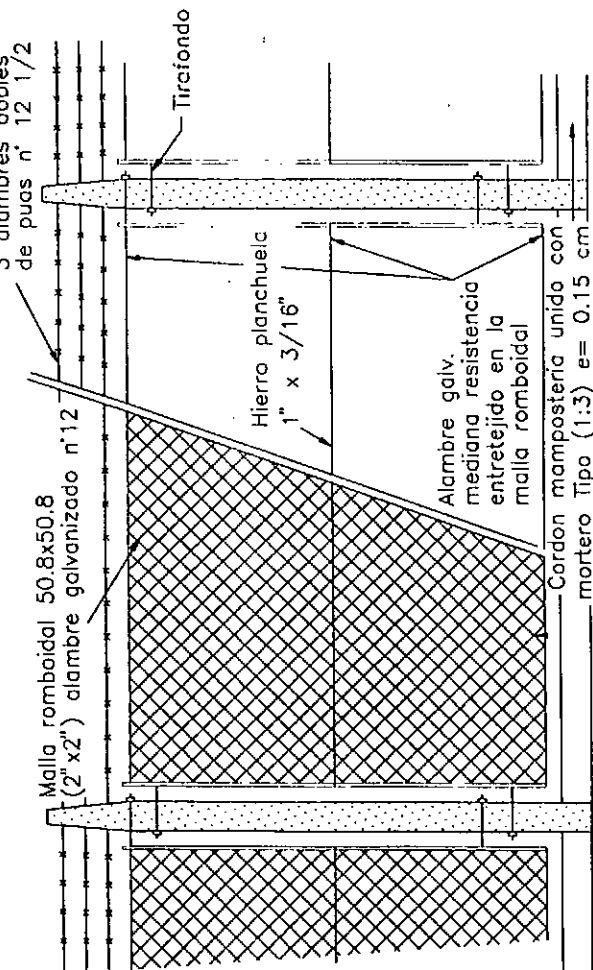 3 alambres dobles
de puas n° 12 1/2
Malla romboidal 50.8x50.8
(2"x2") alambre galvanizado n°12
Tirafondo
Hierro planchuela
1" x 3/16"
Alambre galv.
mediana resistencia
entretejido en la
malla romboidal
Cordon mamposteria unido con
mortero Tipo (1:3) e= 0.15 cm